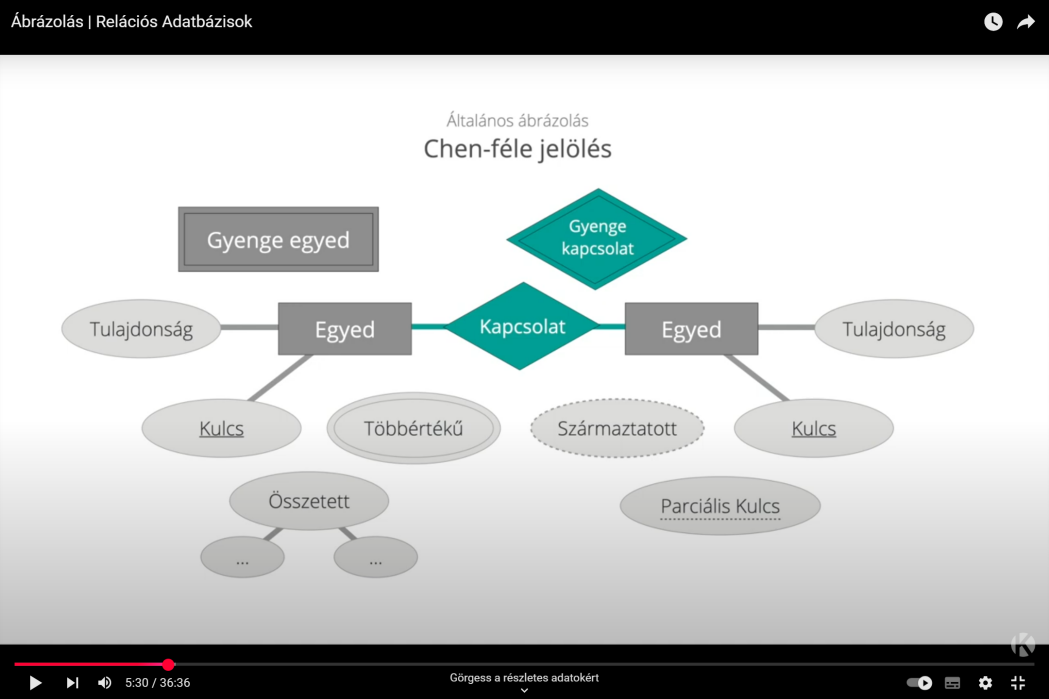 Ábrázolás | Relációs Adatbázisok
Általános ábrázolás
Chen-féle jelölés
Gyenge egyed
Gyenge
kapcsolat
Tulajdonság
Egyed
Kapcsolat
Egyed
Tulajdonság
Kulcs
Többértékű
Származtatott
Kulcs
Összetett
Parciális Kulcs
...
...
5:30 / 36:36
Görgess a részletes adatokért